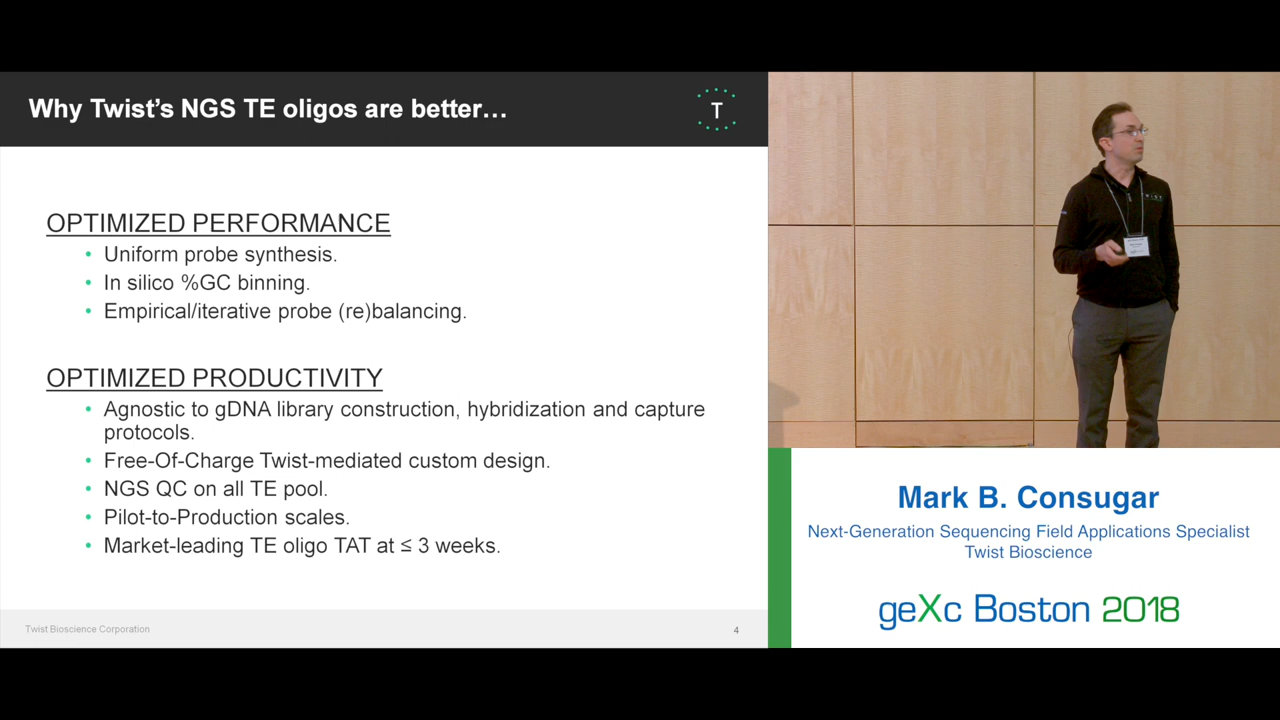 Why Twist's NGS TE oligos are better…
T
OPTIMIZED PERFORMANCE
• Uniform probe synthesis.
• In silico %GC binning.
• Empirical/iterative probe (re)balancing.
OPTIMIZED PRODUCTIVITY
• Agnostic to gDNA library construction, hybridization and capture
protocols.
• Free-Of-Charge Twist-mediated custom design.
• NGS QC on all TE pool.
• Pilot-to-Production scales.
• Market-leading TE oligo TAT at ≤ 3 weeks.
Twist Bioscience Corporation
4
TWIST
Mark B. Consugar
Next-Generation Sequencing Field Applications Specialist
Twist Bioscience
geXc Boston 2018